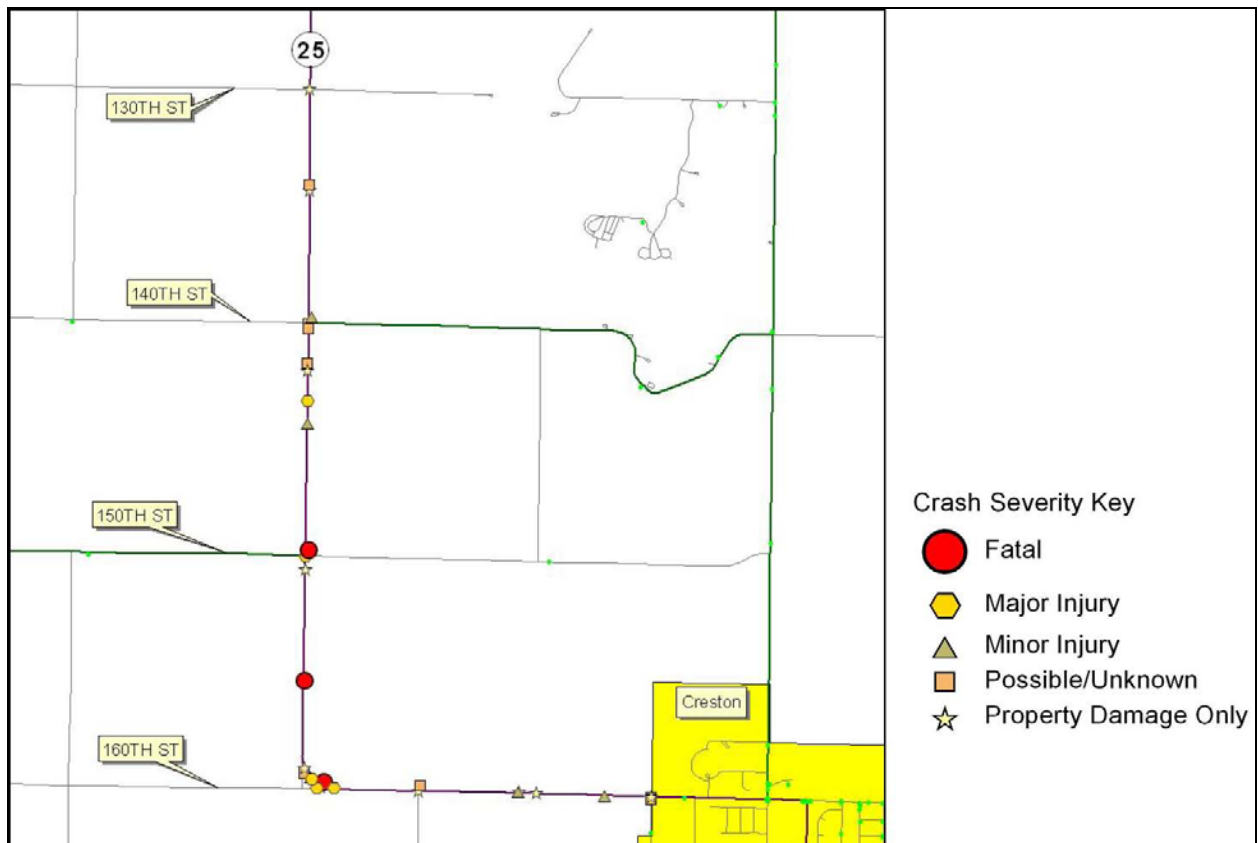 25
130TH ST
140TH ST
150TH ST
Creston
160TH ST
Crash Severity Key
Fatal
Major Injury
Minor Injury
Possible/Unknown
Property Damage Only